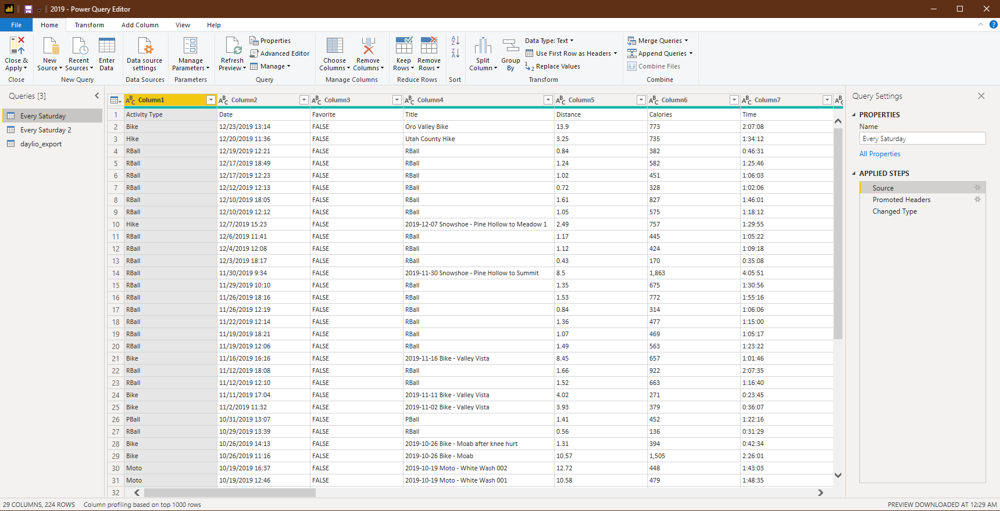 2019 - Power Query Editor
File Home Transform Add Column View Help
Close & Apply
New Source
Recent Sources
Enter Data
Data source settings
Manage Parameters
Refresh Preview
Properties
Advanced Editor
Manage
Choose Columns
Remove Columns
Keep Rows
Remove Rows
Split Column
Group By
Data Type: Text
Use First Row as Headers
Replace Values
Merge Queries
Append Queries
Combine Files
Close New Query Data Sources Parameters Query Manage Columns Reduce Rows Sort Transform Combine
Queries [3]
Every Saturday
Every Saturday 2
daylio_export
Column1 Column2 Column3 Column4 Column5 Column6 Column7
1 Activity Type Date Favorite Title Distance Calories Time
2 Bike 12/23/2019 13:14 FALSE Oro Valley Bike 13.9 773 2:07:08
3 Hike 12/20/2019 11:36 FALSE Utah County Hike 3.25 735 1:34:12
4 RBall 12/19/2019 12:21 FALSE RBall 0.84 382 0:46:31
5 RBall 12/17/2019 18:49 FALSE RBall 1.24 582 1:25:46
6 RBall 12/17/2019 12:23 FALSE RBall 1.02 451 1:06:03
7 RBall 12/12/2019 12:13 FALSE RBall 0.72 328 1:02:06
8 RBall 12/10/2019 18:05 FALSE RBall 1.61 827 1:46:01
9 RBall 12/10/2019 12:12 FALSE RBall 1.05 575 1:18:12
10 Hike 12/7/2019 15:23 FALSE 2019-12-07 Snowshoe - Pine Hollow to Meadow 1 2.49 757 1:29:55
11 RBall 12/6/2019 11:41 FALSE RBall 1.17 445 1:05:22
12 RBall 12/4/2019 12:08 FALSE RBall 1.12 424 1:09:18
13 RBall 12/3/2019 18:17 FALSE RBall 0.43 170 0:35:08
14 RBall 11/30/2019 9:34 FALSE 2019-11-30 Snowshoe - Pine Hollow to Summit 8.5 1,863 4:05:51
15 RBall 11/29/2019 10:10 FALSE RBall 1.35 675 1:30:56
16 RBall 11/26/2019 18:16 FALSE RBall 1.53 772 1:55:16
17 RBall 11/26/2019 12:19 FALSE RBall 0.84 314 1:06:06
18 RBall 11/22/2019 12:14 FALSE RBall 1.36 477 1:15:00
19 RBall 11/19/2019 18:21 FALSE RBall 1.07 469 1:05:17
20 RBall 11/19/2019 12:06 FALSE RBall 1.49 563 1:23:22
21 Bike 11/16/2019 16:16 FALSE 2019-11-16 Bike - Valley Vista 8.45 657 1:01:46
22 RBall 11/12/2019 18:08 FALSE RBall 1.66 922 2:07:35
23 RBall 11/12/2019 12:10 FALSE RBall 1.52 663 1:16:40
24 Bike 11/11/2019 17:04 FALSE 2019-11-11 Bike - Valley Vista 4.02 271 0:23:45
25 Bike 11/2/2019 11:32 FALSE 2019-11-02 Bike - Valley Vista 3.93 379 0:36:07
26 PBall 10/31/2019 13:07 FALSE PBall 1.41 452 1:22:16
27 RBall 10/29/2019 13:39 FALSE RBall 0.56 136 0:31:29
28 Bike 10/26/2019 14:13 FALSE 2019-10-26 Bike - Moab after knee hurt 1.31 394 0:42:34
29 Bike 10/26/2019 11:16 FALSE 2019-10-26 Bike - Moab 10.57 1,505 2:26:01
30 Moto 10/19/2019 16:37 FALSE 2019-10-19 Moto - White Wash 002 12.72 448 1:43:03
31 Moto 10/19/2019 12:46 FALSE 2019-10-19 Moto - White Wash 001 10.58 479 1:48:35
32
Query Settings
PROPERTIES
Name
Every Saturday
All Properties
APPLIED STEPS
Source
Promoted Headers
Changed Type
29 COLUMNS, 224 ROWS Column profiling based on top 1000 rows PREVIEW DOWNLOADED AT 12:29 AM